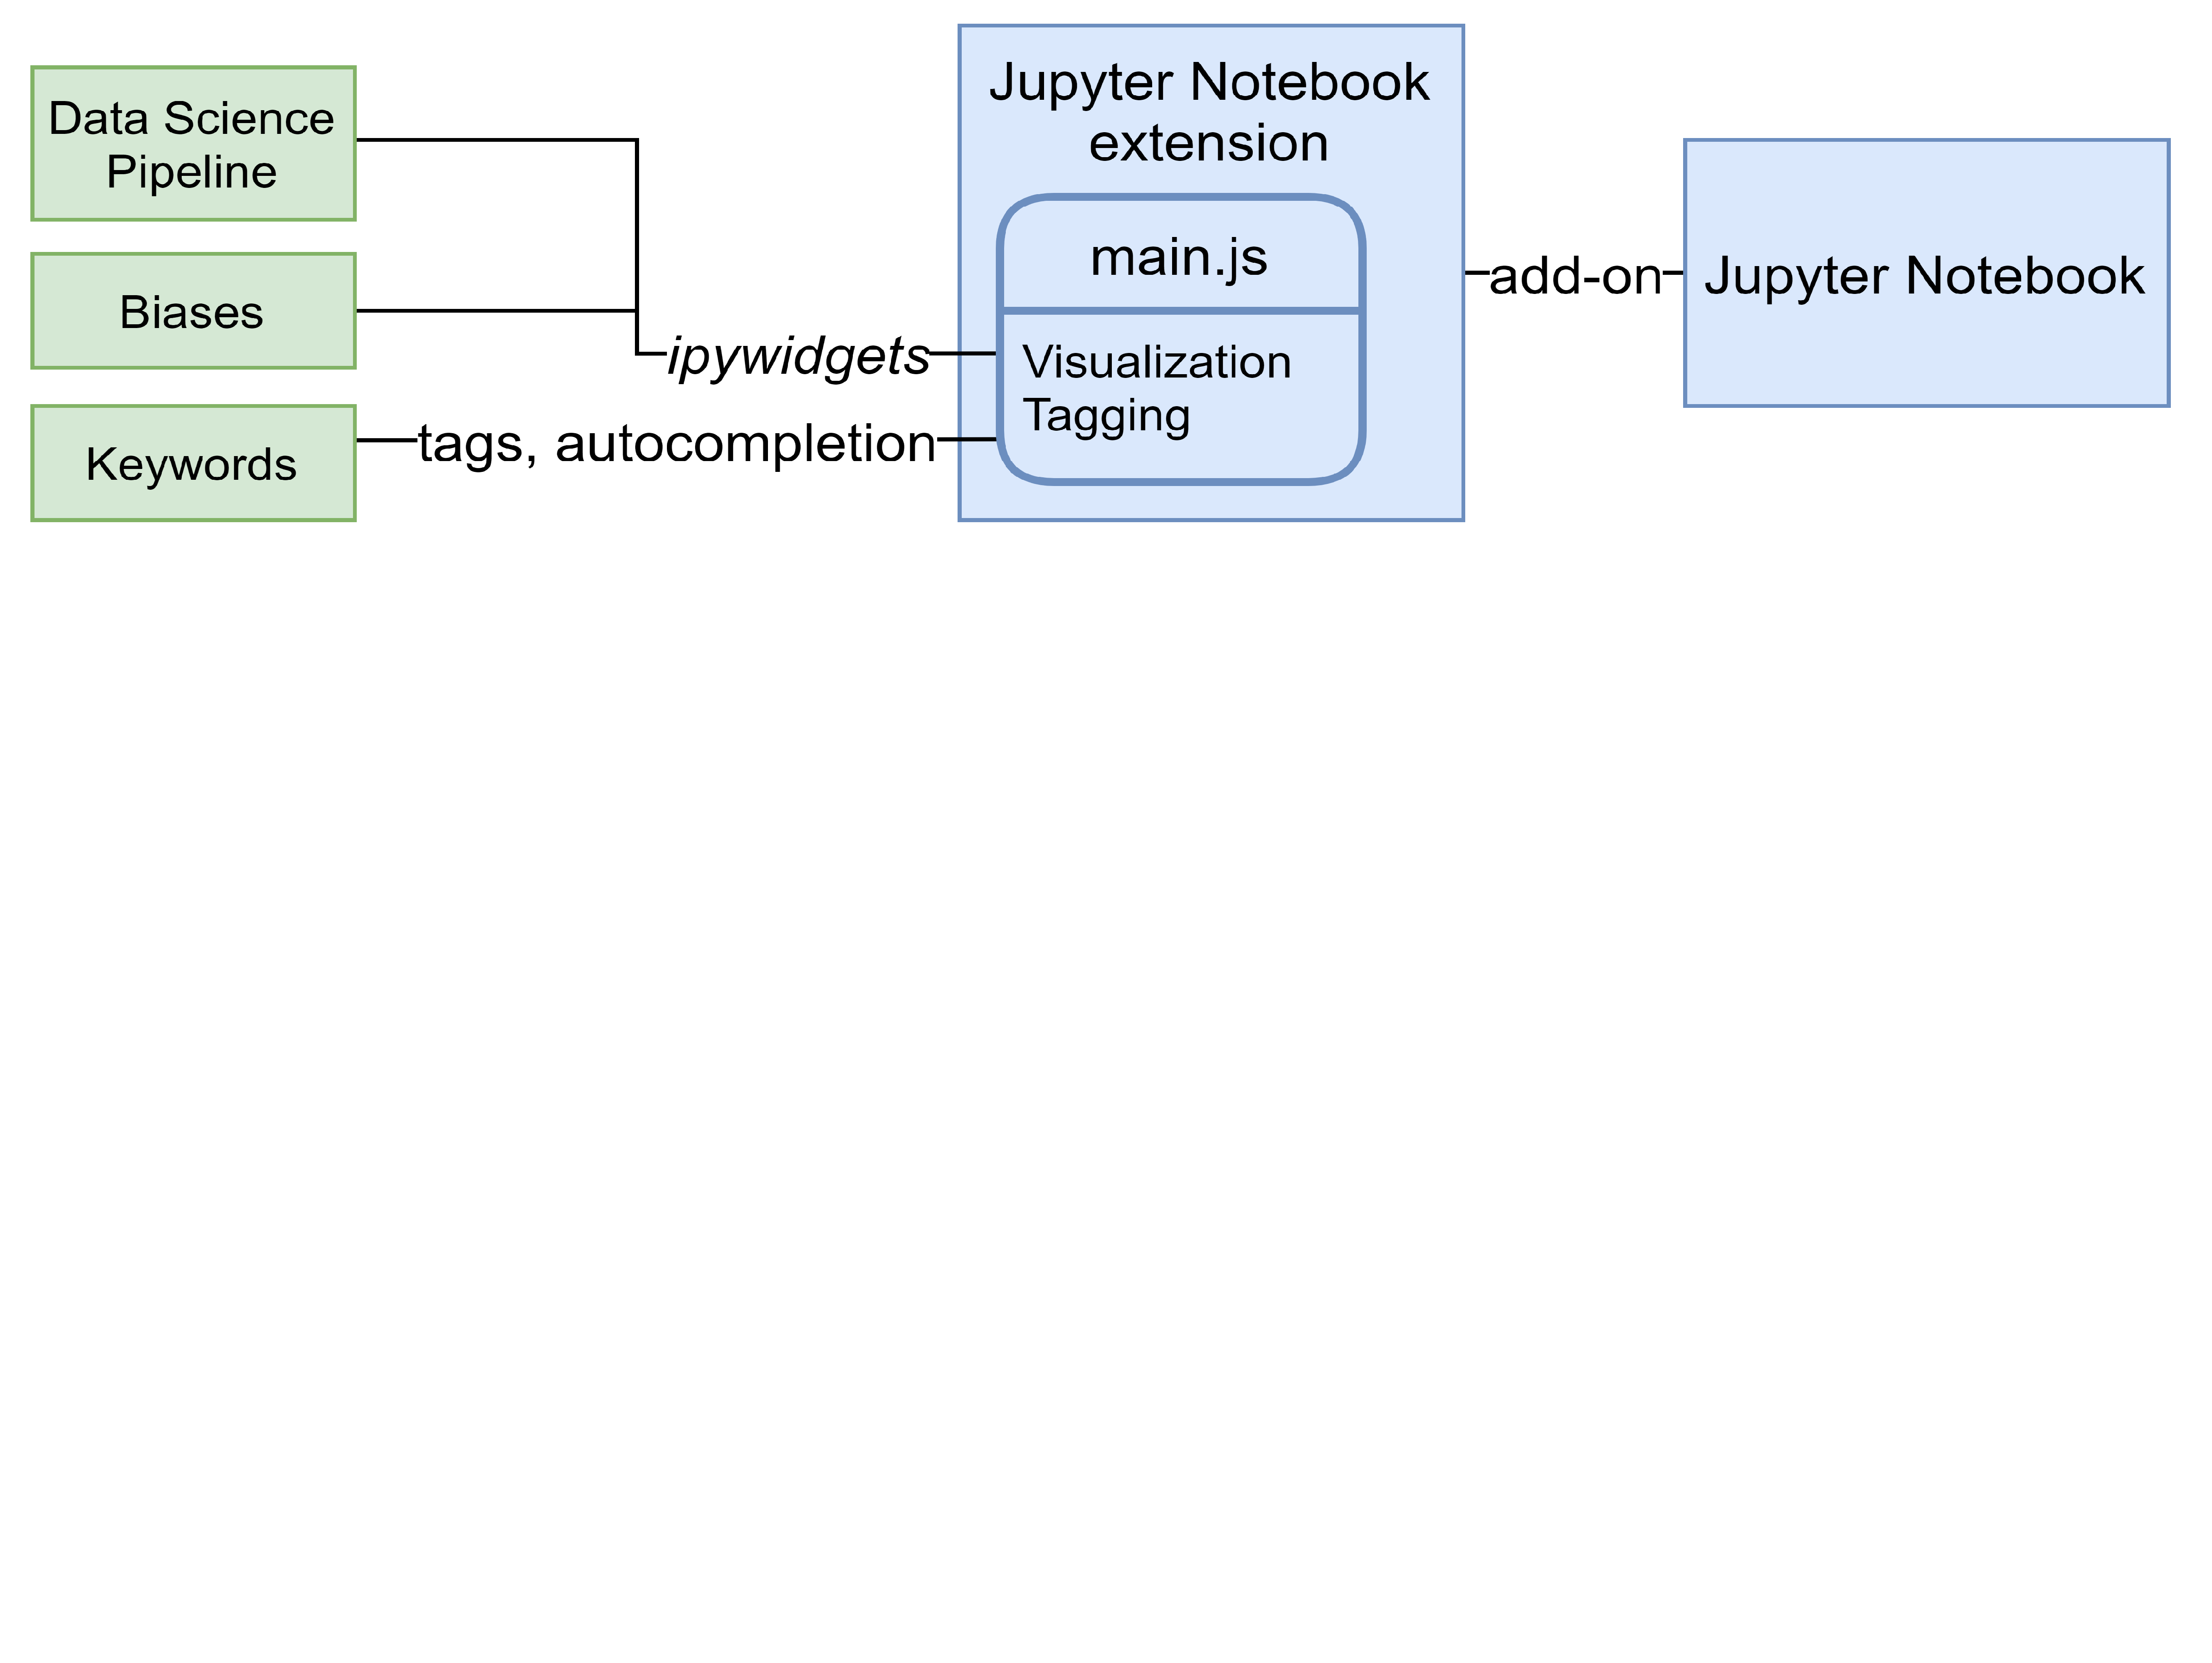 Data Science
Pipeline
Biases
Keywords
ipywidgets
tags, autocompletion
Jupyter Notebook
extension
main.js
Visualization
Tagging
add-on
Jupyter Notebook